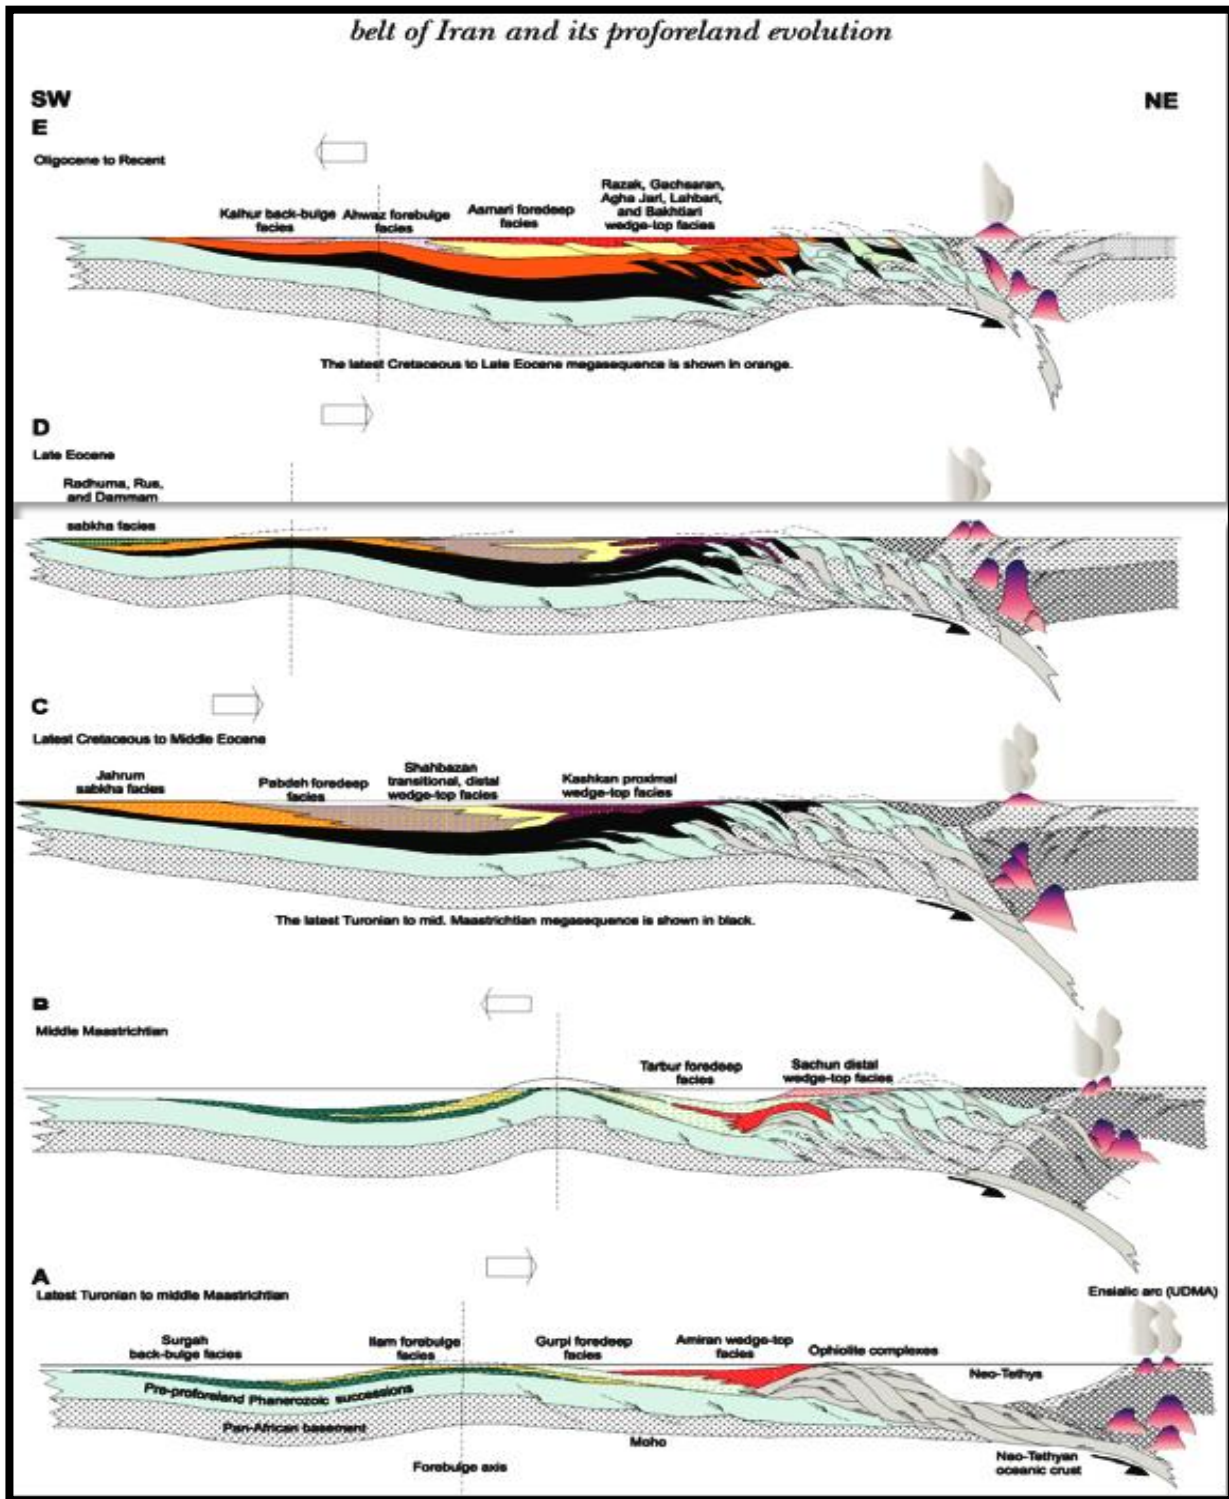 belt of Iran and its proforeland evolution
SW
NE
E
Oligocene to Recent
Kalhur back-bulge
facies
Ahwaz forebulge
facies
Asmari foredeep
facies
Razak, Gachsaran,
Agha Jari, Lahbari,
and Bakhtiari
wedge-top facies
The latest Cretaceous to Late Eocene megasequence is shown in orange.
D
Late Eocene
Radhuma, Rus,
and Dammam
sabkha facies
C
Latest Cretaceous to Middle Eocene
Jahrum
sabkha facies
Pabdeh foredeep
facies
Shahbazan
transitional, distal
wedge-top facies
Kashkan proximal
wedge-top facies
The latest Turonian to mid. Maastrichtian megasequence is shown in black.
B
Middle Maastrichtian
Tarbur foredeep
facies
Sachun distal
wedge-top facies
A
Latest Turonian to middle Maastrichtian
Ensialic arc (UDMA)
Surgah
back-bulge facies
Ilam forebulge
facies
Gurpi foredeep
facies
Amiran wedge-top
facies
Ophiolite complexes
Neo-Tethys
Pre-proforeland Phanerozoic successions
Pan-African basement
Moho
Forebulge axis
Neo-Tethyan
oceanic crust